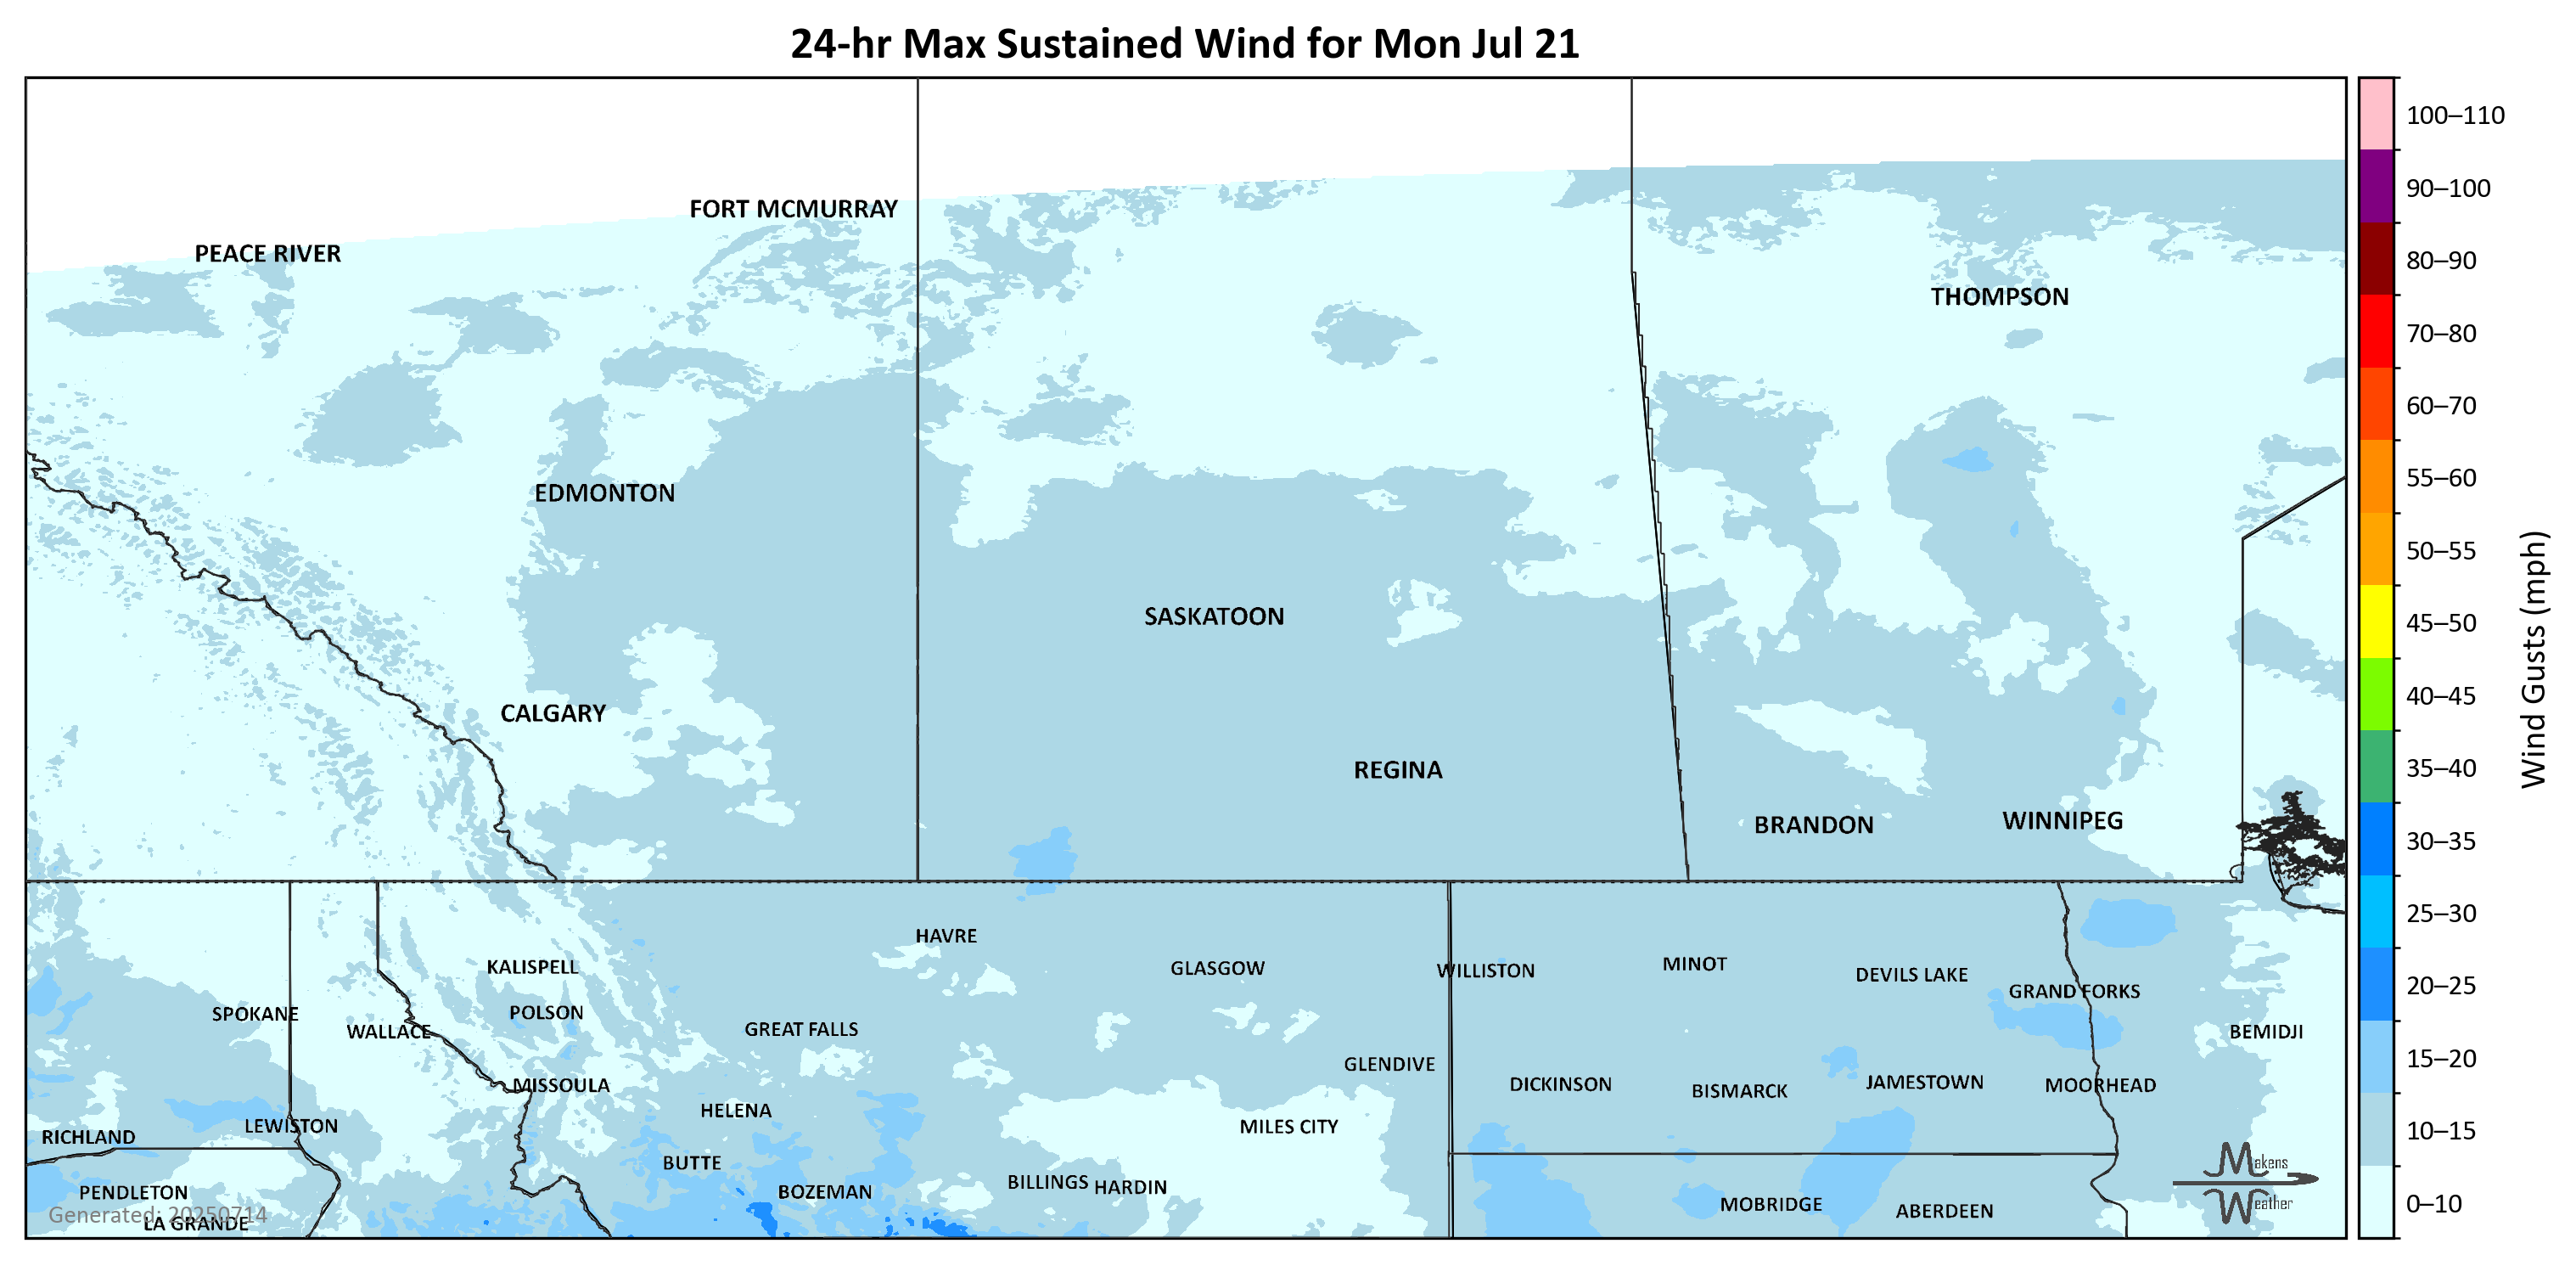 24-hr Max Sustained Wind for Mon Jul 21
100–110
90–100
FORT MCMURRAY
PEACE RIVER
80–90
THOMPSON
70–80
60–70
EDMONTON
55–60
50–55
SASKATOON
45–50
Wind Gusts (mph)
CALGARY
40–45
REGINA
35–40
BRANDON
WINNIPEG
30–35
HAVRE
25–30
KALISPELL
GLASGOW
WILLISTON
MINOT
DEVILS LAKE
20–25
GRAND FORKS
SPOKANE
POLSON
WALLACE
GREAT FALLS
BEMIDJI
15–20
GLENDIVE
MISSOULA
DICKINSON
BISMARCK
JAMESTOWN
MOORHEAD
HELENA
LEWISTON
MILES CITY
RICHLAND
10–15
BUTTE
Makens
Weather
PENDLETON
BOZEMAN
BILLINGS
HARDIN
MOBRIDGE
ABERDEEN
0–10
Generated: 20250714
LA GRANDE